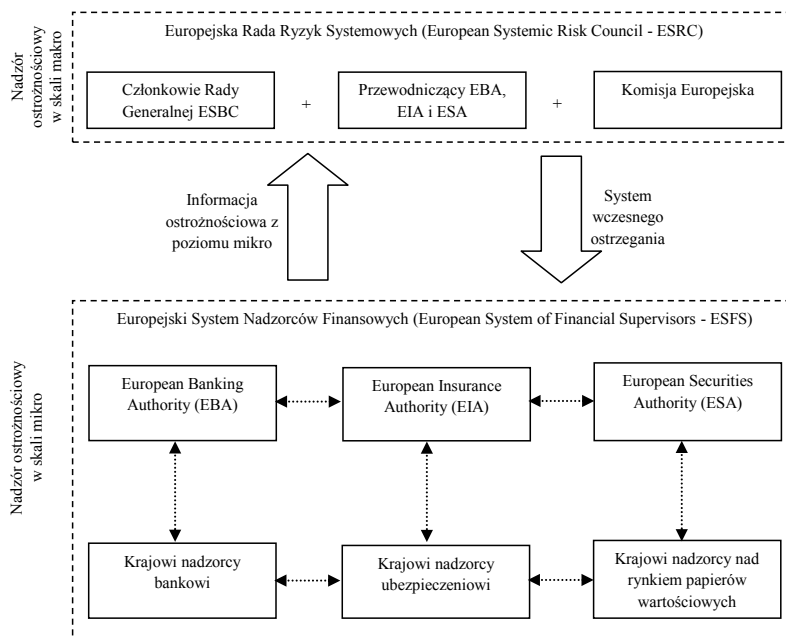 Nadzór
ostrożnościowy
w skali makro
Europejska Rada Ryzyk Systemowych (European Systemic Risk Council - ESRC)
Członkowie Rady
Generalnej ESBC
+
Przewodniczący EBA,
EIA i ESA
+
Komisja Europejska
Informacja
ostrożnościowa z
poziomu mikro
System
wczesnego
ostrzegania
Nadzór ostrożnościowy
w skali mikro
Europejski System Nadzorców Finansowych (European System of Financial Supervisors - ESFS)
European Banking
Authority (EBA)
European Insurance
Authority (EIA)
European Securities
Authority (ESA)
Krajowi nadzorcy
bankowi
Krajowi nadzorcy
ubezpieczeniowi
Krajowi nadzorcy nad
rynkiem papierów
wartościowych